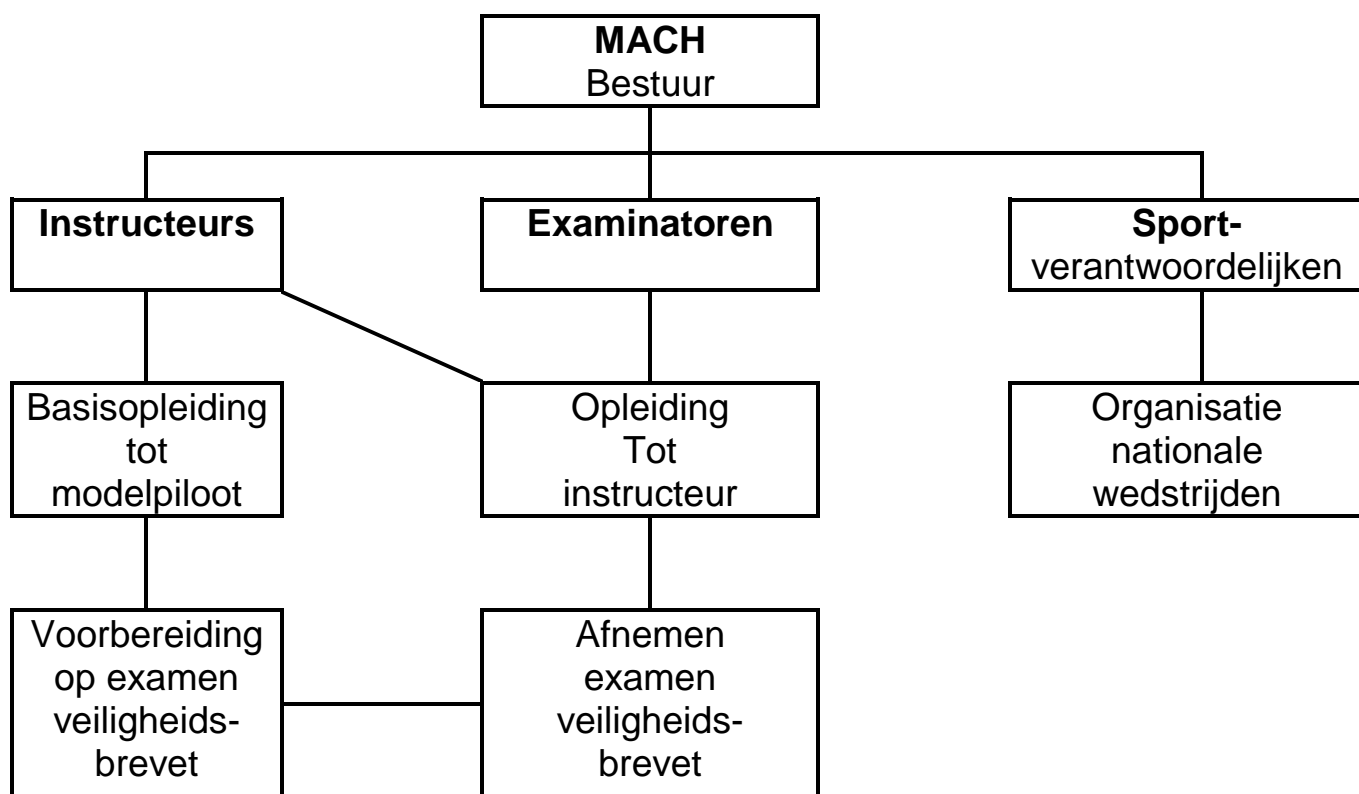 MACH
Bestuur
Instructeurs
Examinatoren
Sport-
verantwoordelijken
Basisopleiding
tot
modelpiloot
Opleiding
Tot
instructeur
Organisatie
nationale
wedstrijden
Voorbereiding
op examen
veiligheids-
brevet
Afnemen
examen
veiligheids-
brevet